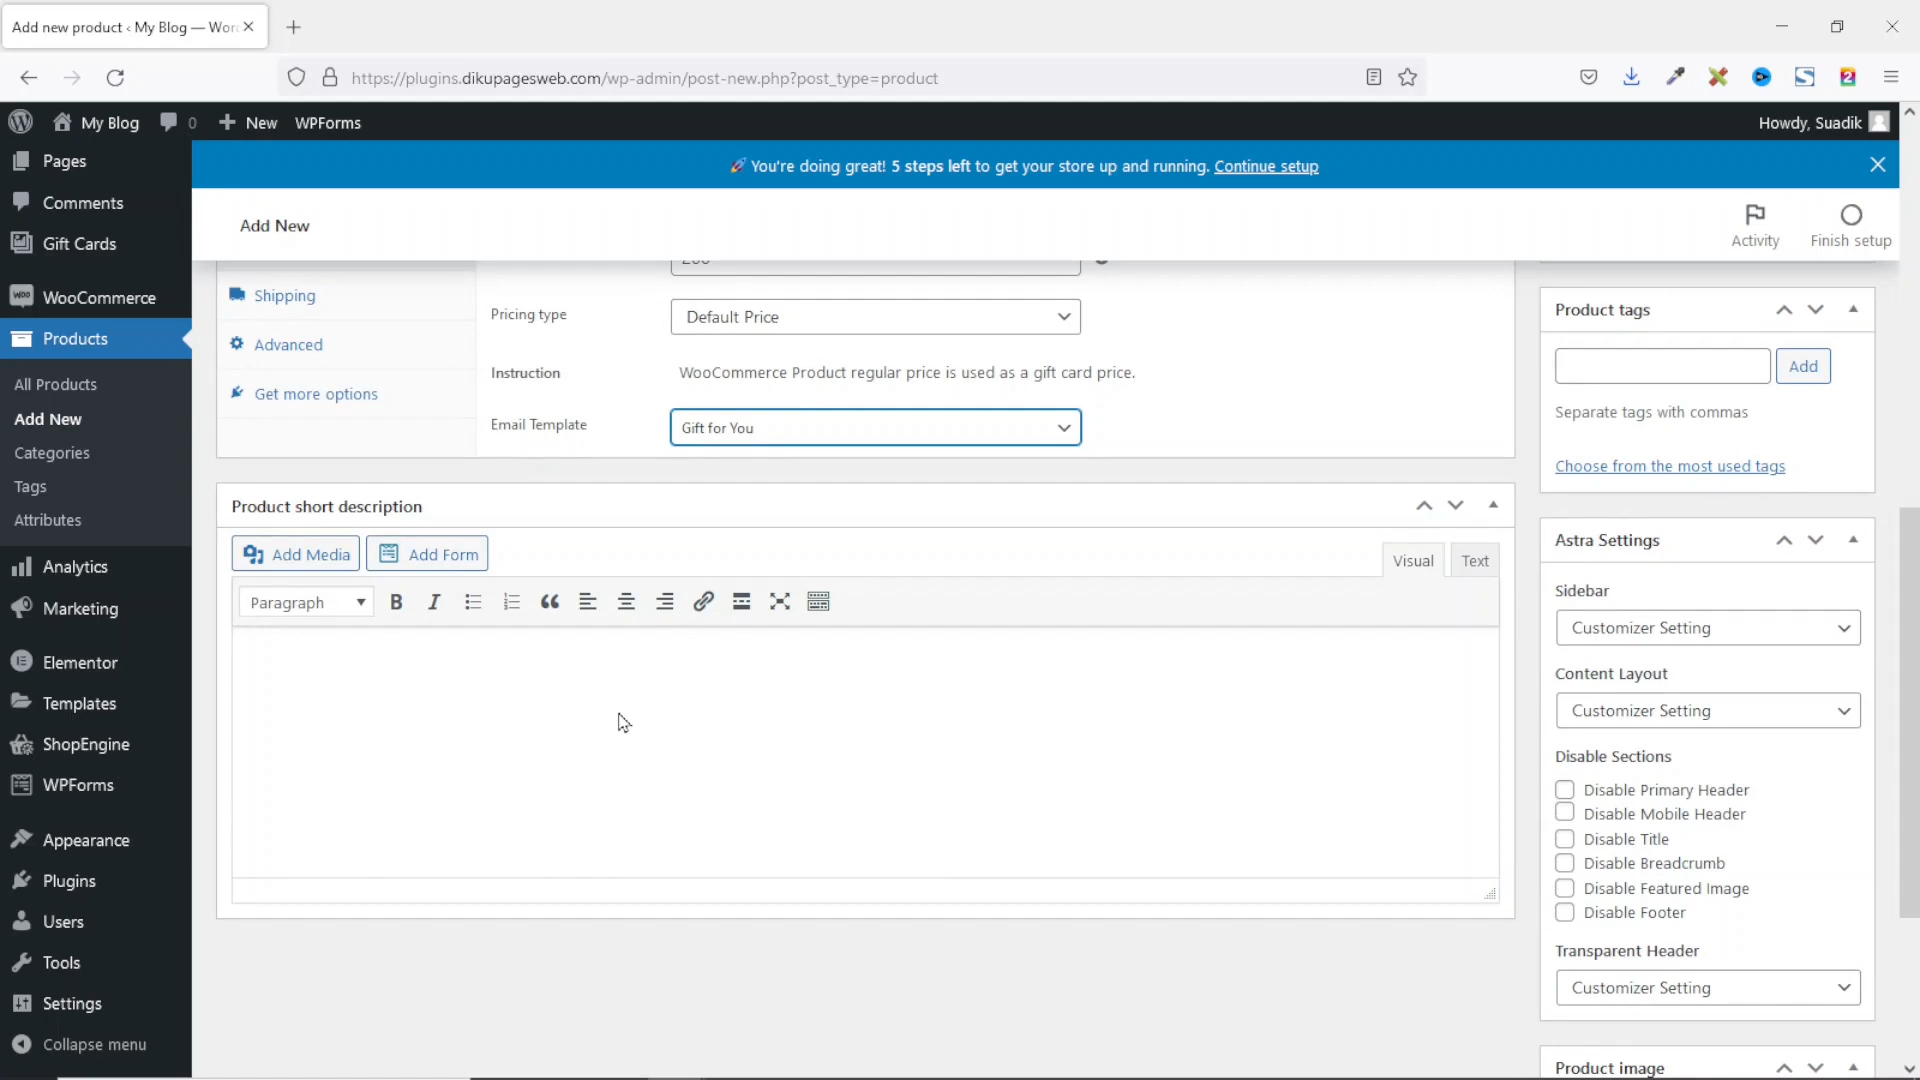 Add new product ‹ My Blog — Wor
https://plugins.dikupagesweb.com/wp-admin/post-new.php?post_type=product
My Blog
0
New
WPForms
Howdy, Suadik
Pages
Comments
Gift Cards
WooCommerce
Products
All Products
Add New
Categories
Tags
Attributes
Analytics
Marketing
Elementor
Templates
ShopEngine
WPForms
Appearance
Plugins
Users
Tools
Settings
Collapse menu
🚀 You're doing great! 5 steps left to get your store up and running. Continue setup
Add New
Activity
Finish setup
Shipping
Advanced
Get more options
Pricing type
Default Price
Instruction
WooCommerce Product regular price is used as a gift card price.
Email Template
Gift for You
Product short description
Add Media
Add Form
Visual
Text
Paragraph
Product tags
Add
Separate tags with commas
Choose from the most used tags
Astra Settings
Sidebar
Customizer Setting
Content Layout
Customizer Setting
Disable Sections
Disable Primary Header
Disable Mobile Header
Disable Title
Disable Breadcrumb
Disable Featured Image
Disable Footer
Transparent Header
Customizer Setting
Product image